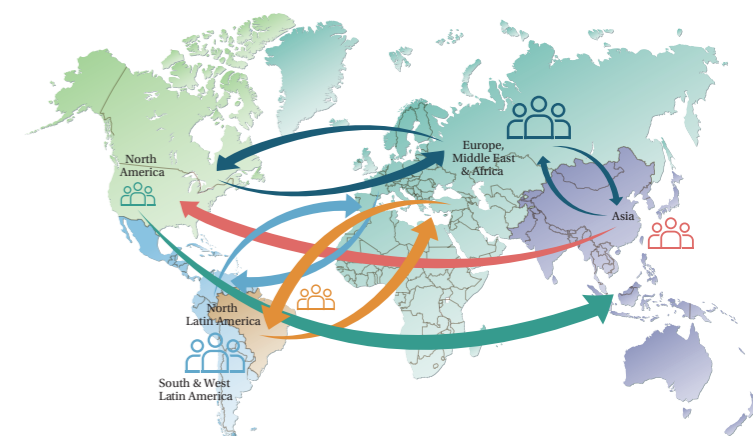 North
America
Europe,
Middle East
& Africa
Asia
North
Latin America
South & West
Latin America